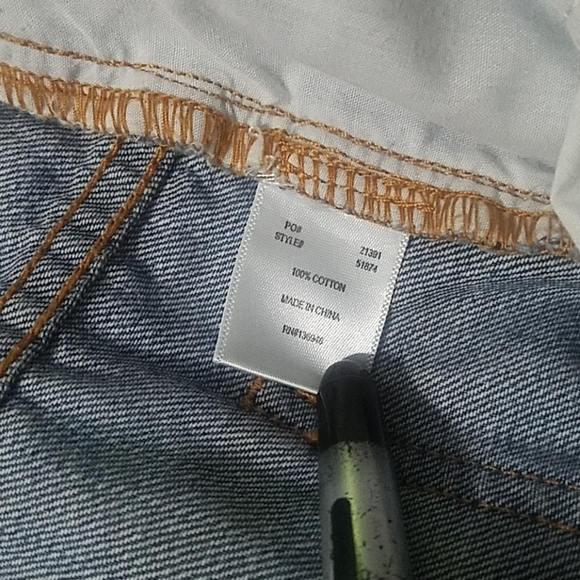 PO# 21391
STYLE# 51874
100% COTTON
MADE IN CHINA
RN#136946